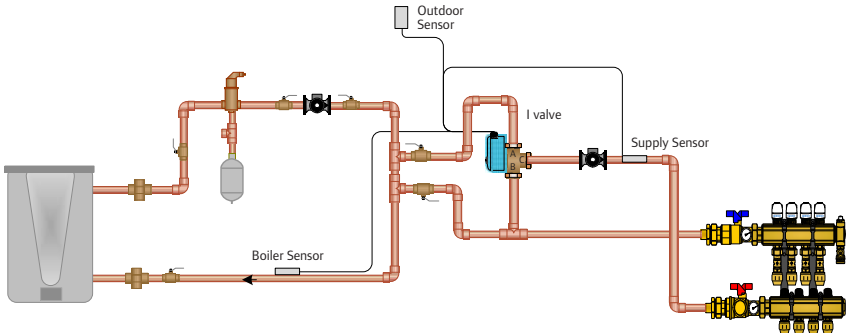 Outdoor
Sensor
I valve
A
C
B
Supply Sensor
Boiler Sensor